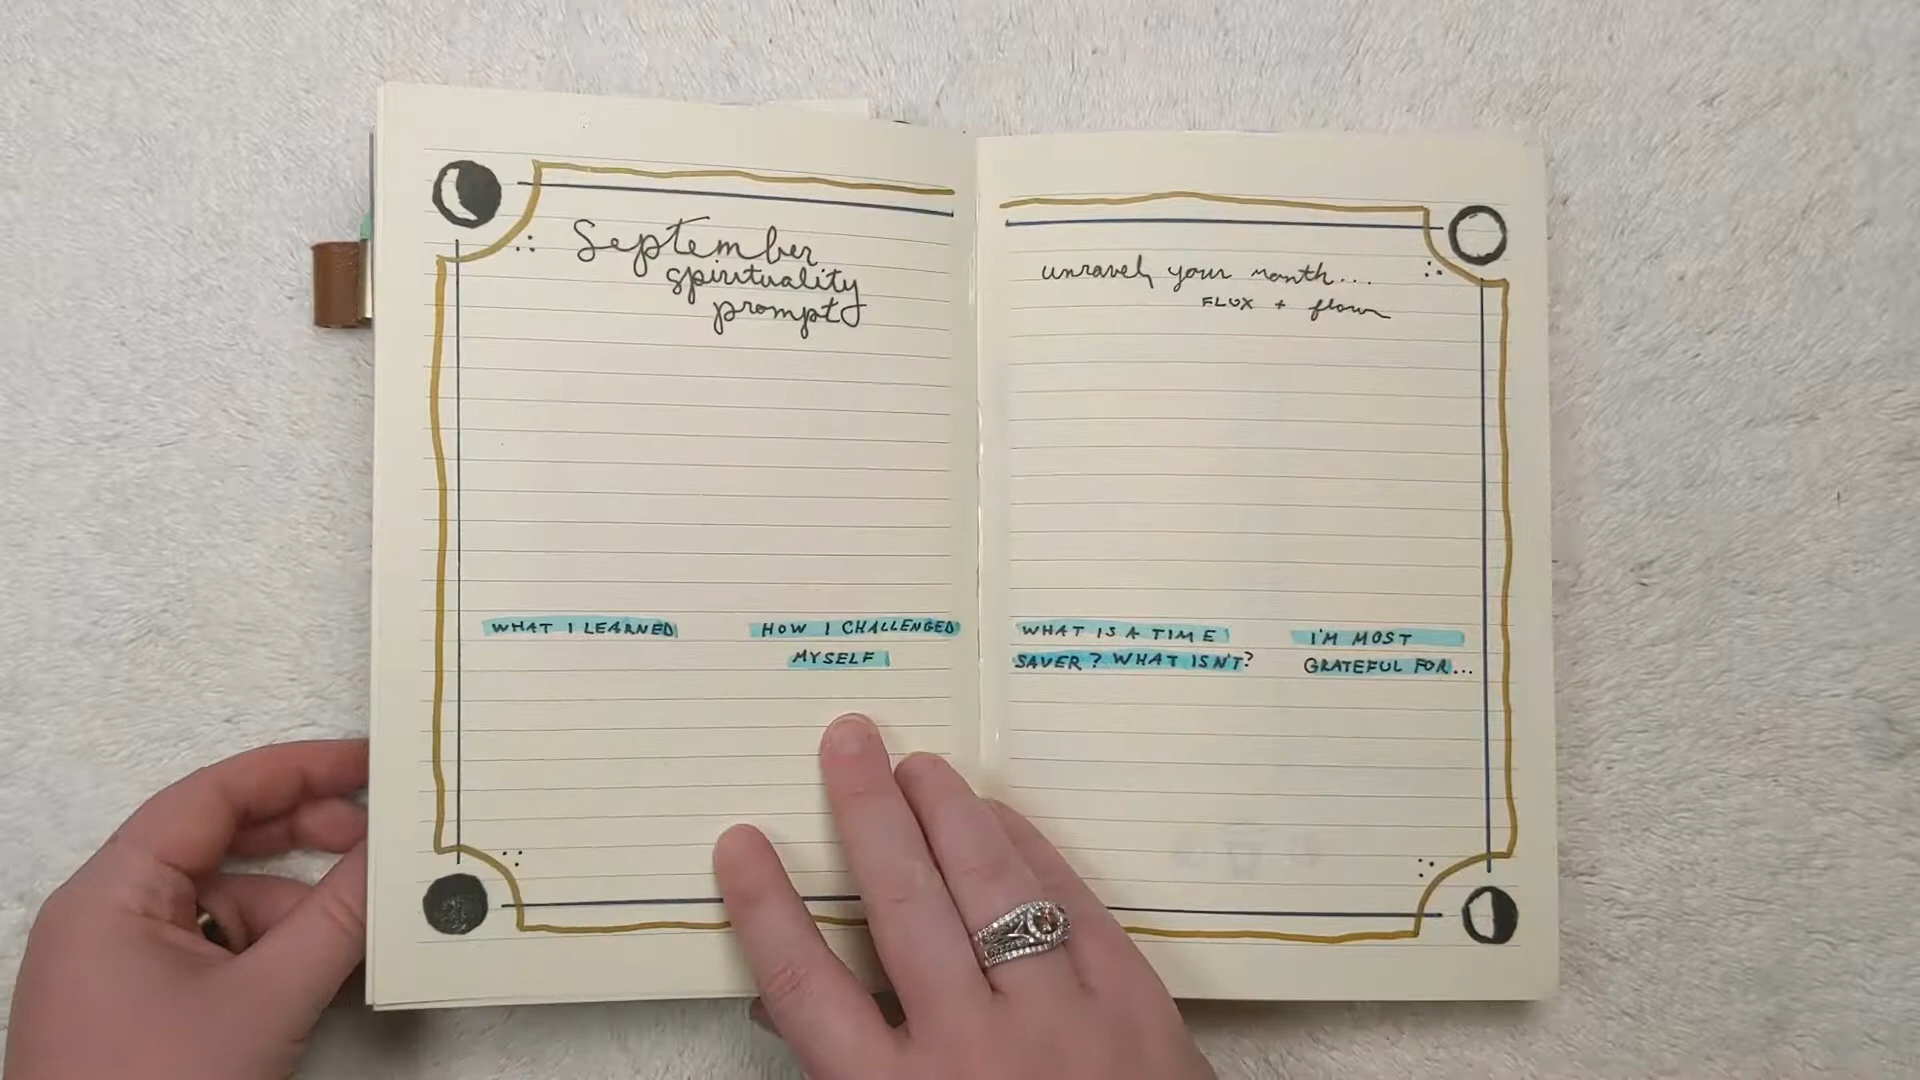 September
spirituality
prompt
WHAT I LEARNED
HOW I CHALLENGED
MYSELF
unravel your month...
FLUX + flow
WHAT IS A TIME
SAVER? WHAT ISN'T?
I'M MOST
GRATEFUL FOR...